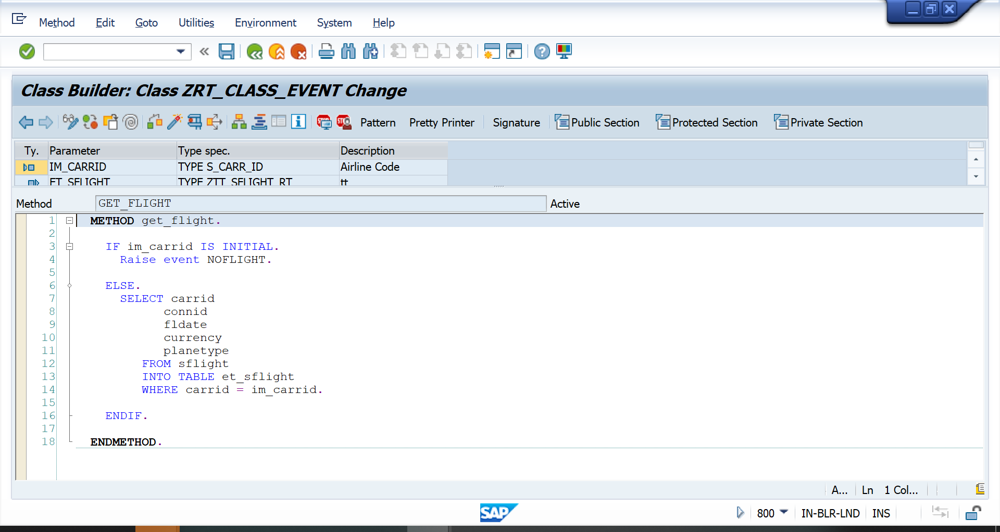 Method Edit Goto Utilities Environment System Help
Class Builder: Class ZRT_CLASS_EVENT Change
Pattern Pretty Printer Signature Public Section Protected Section Private Section
Ty. Parameter Type spec. Description
IM_CARRID TYPE S_CARR_ID Airline Code
ET_SFLIGHT TYPE ZTT_SFLIGHT_RT tt
Method GET_FLIGHT Active
1 METHOD get_flight.
2
3 IF im_carrid IS INITIAL.
4 Raise event NOFLIGHT.
5
6 ELSE.
7 SELECT carrid
8 connid
9 fldate
10 currency
11 planetype
12 FROM sflight
13 INTO TABLE et_sflight
14 WHERE carrid = im_carrid.
15
16 ENDIF.
17
18 ENDMETHOD.
A... Ln 1 Col...
SAP 800 IN-BLR-LND INS